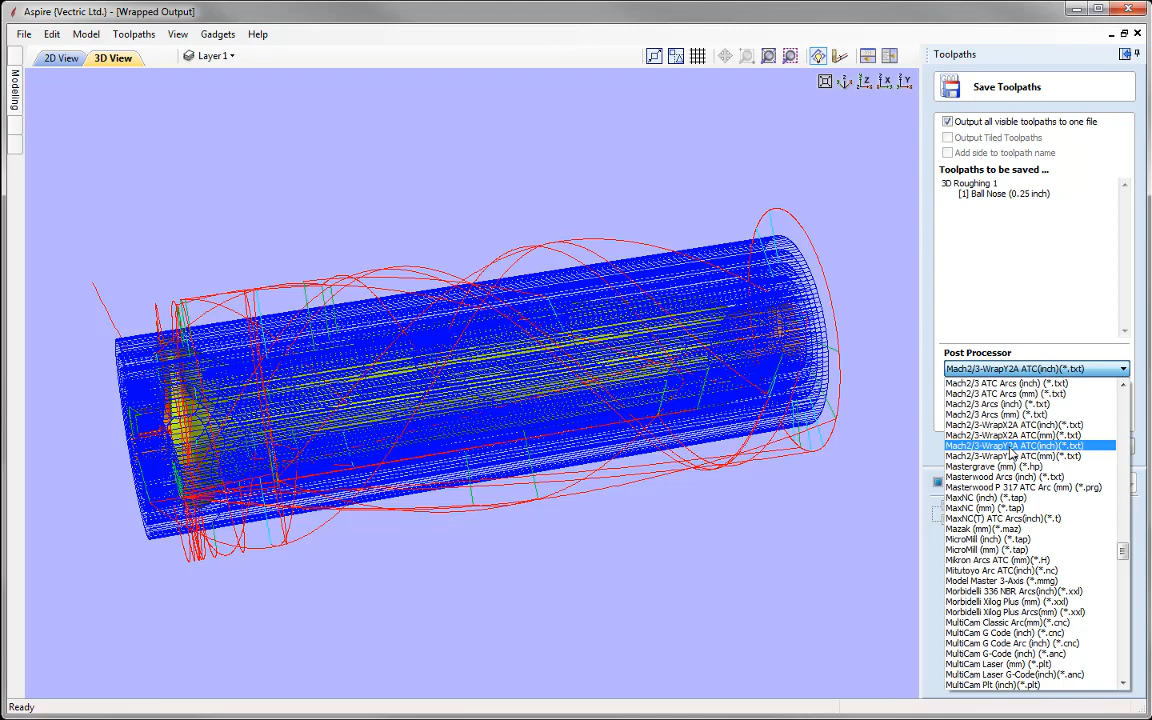 Aspire {Vectric Ltd.} - [Wrapped Output]
File Edit Model Toolpaths View Gadgets Help
2D View 3D View Layer1
Modeling
Toolpaths
Save Toolpaths
Output all visible toolpaths to one file
Output Tiled Toolpaths
Add side to toolpath name
Toolpaths to be saved ...
3D Roughing 1
[1] Ball Nose (0.25 inch)
Post Processor
Mach2/3-WrapY2A ATC(inch)(*.txt)
Mach2/3 ATC Arcs (inch) (*.txt)
Mach2/3 ATC Arcs (mm) (*.txt)
Mach2/3 Arcs (inch) (*.txt)
Mach2/3 Arcs (mm) (*.txt)
Mach2/3-WrapX2A ATC(inch)(*.txt)
Mach2/3-WrapX2A ATC(mm)(*.txt)
Mach2/3-WrapY2A ATC(inch)(*.txt)
Mach2/3-WrapY2A ATC(mm)(*.txt)
Mastergrave (mm) (*.hp)
Masterwood Arcs (inch) (*.txt)
Masterwood P 317 ATC Arc (mm) (*.prg)
MaxNC (inch) (*.tap)
MaxNC (mm) (*.tap)
MaxNC(T) ATC Arcs(inch)(*.t)
Mazak (mm)(*.maz)
MicroMill (inch) (*.tap)
MicroMill (mm) (*.tap)
Mikron Arcs ATC (mm)(*.H)
Mitutoyo Arc ATC(inch)(*.nc)
Model Master 3-Axis (*.mmg)
Morbidelli 336 NBR Arcs(inch)(*.xxl)
Morbidelli Xilog Plus (mm) (*.xxl)
Morbidelli Xilog Plus Arcs(mm) (*.xxl)
MultiCam Classic Arc(mm)(*.cnc)
MultiCam G Code (inch) (*.cnc)
MultiCam G Code Arc (inch) (*.cnc)
MultiCam G-Code (inch) (*.anc)
MultiCam Laser (mm) (*.plt)
MultiCam Laser G-Code(inch)(*.anc)
MultiCam Plt (inch)(*.plt)
Ready